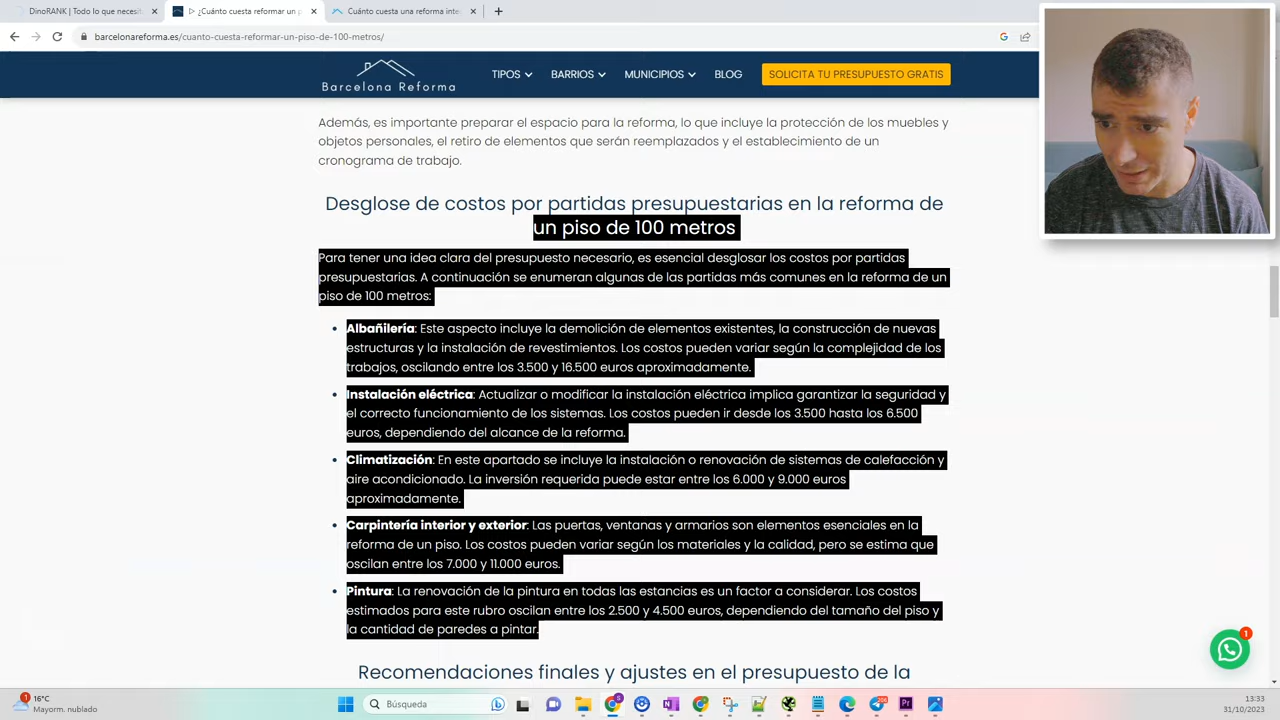 DinoRANK | Todo lo que necesit
▷ ¿Cuánto cuesta reformar un p
Cuánto cuesta una reforma inte
barcelonareforma.es/cuanto-cuesta-reformar-un-piso-de-100-metros/
Barcelona Reforma
TIPOS
BARRIOS
MUNICIPIOS
BLOG
SOLICITA TU PRESUPUESTO GRATIS
Además, es importante preparar el espacio para la reforma, lo que incluye la protección de los muebles y
objetos personales, el retiro de elementos que serán reemplazados y el establecimiento de un
cronograma de trabajo.
Desglose de costos por partidas presupuestarias en la reforma de
un piso de 100 metros
Para tener una idea clara del presupuesto necesario, es esencial desglosar los costos por partidas
presupuestarias. A continuación se enumeran algunas de las partidas más comunes en la reforma de un
piso de 100 metros:
• Albañilería: Este aspecto incluye la demolición de elementos existentes, la construcción de nuevas
estructuras y la instalación de revestimientos. Los costos pueden variar según la complejidad de los
trabajos, oscilando entre los 3.500 y 16.500 euros aproximadamente.
• Instalación eléctrica: Actualizar o modificar la instalación eléctrica implica garantizar la seguridad y
el correcto funcionamiento de los sistemas. Los costos pueden ir desde los 3.500 hasta los 6.500
euros, dependiendo del alcance de la reforma.
• Climatización: En este apartado se incluye la instalación o renovación de sistemas de calefacción y
aire acondicionado. La inversión requerida puede estar entre los 6.000 y 9.000 euros
aproximadamente.
• Carpintería interior y exterior: Las puertas, ventanas y armarios son elementos esenciales en la
reforma de un piso. Los costos pueden variar según los materiales y la calidad, pero se estima que
oscilan entre los 7.000 y 11.000 euros.
• Pintura: La renovación de la pintura en todas las estancias es un factor a considerar. Los costos
estimados para este rubro oscilan entre los 2.500 y 4.500 euros, dependiendo del tamaño del piso y
la cantidad de paredes a pintar.
Recomendaciones finales y ajustes en el presupuesto de la
1
1
16°C
Mayorm. nublado
Búsqueda
13:33
31/10/2023